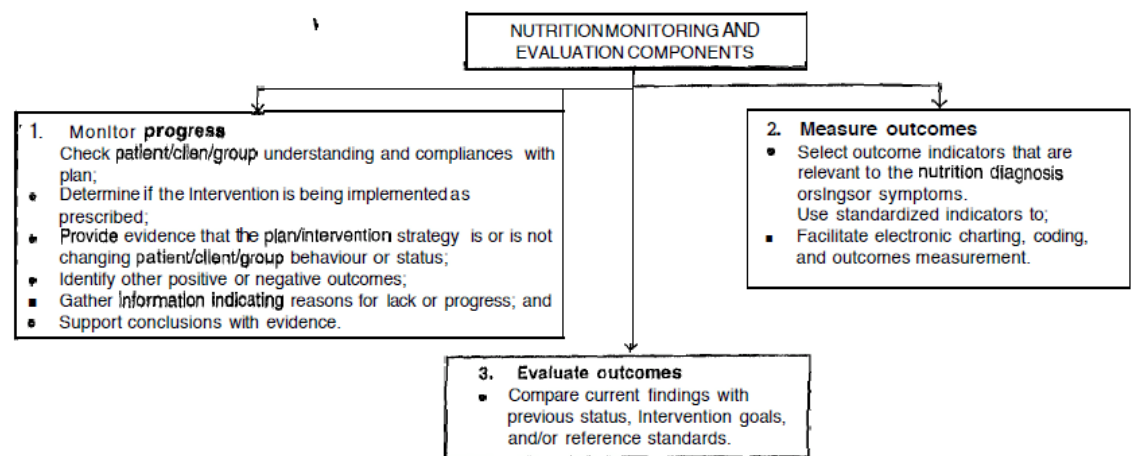 NUTRITIONMONITORING AND
EVALUATION COMPONENTS
1. Monltor progress
Check patient/clien/group understanding and compliances with
plan;
• Determine if the Intervention is being implemented as
prescribed;
• Provide evidence that the plan/intervention strategy is or is not
changing patient/client/group behaviour or status;
• Identify other positive or negative outcomes;
▪ Gather Information indicating reasons for lack or progress; and
• Support conclusions with evidence.
2. Measure outcomes
• Select outcome indicators that are
relevant to the nutrition diagnosis
orsIngsor symptoms.
Use standardized indicators to;
▪ Facilitate electronic charting, coding,
and outcomes measurement.
3. Evaluate outcomes
• Compare current findings with
previous status, Intervention goals,
and/or reference standards.